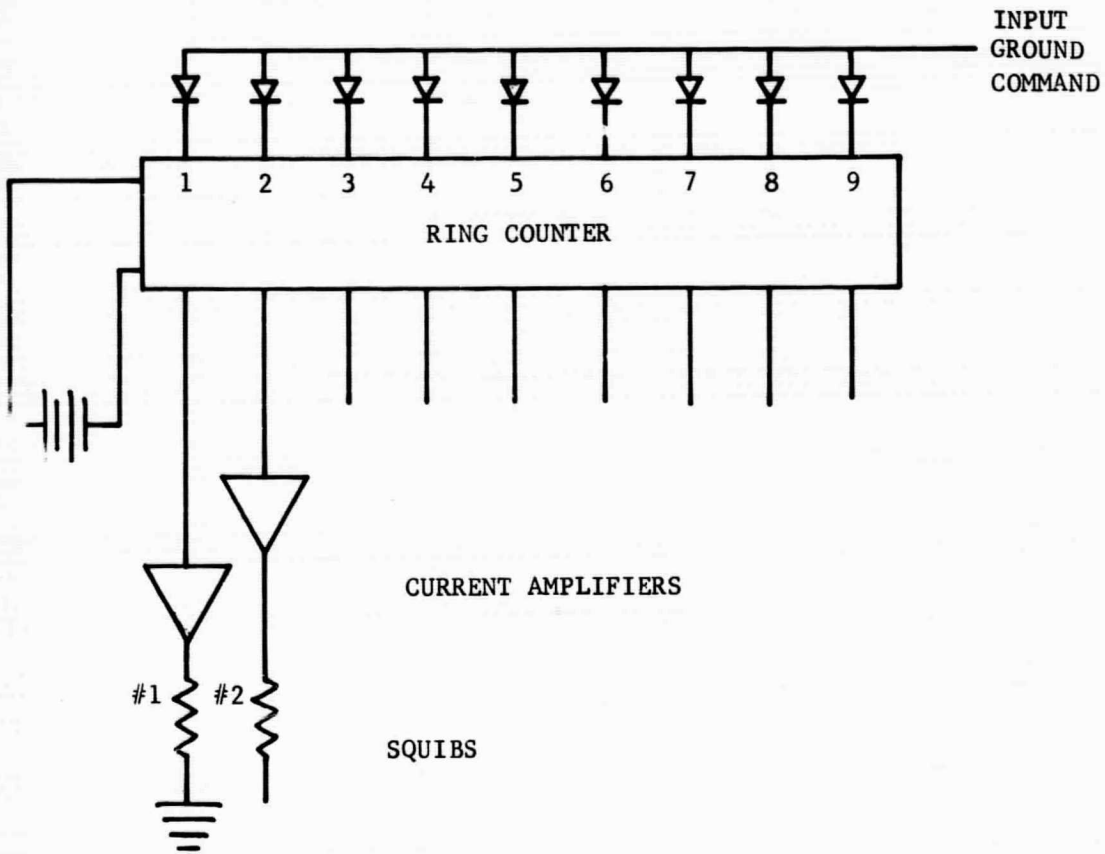 INPUT
GROUND
COMMAND
1 2 3 4 5 6 7 8 9
RING COUNTER
CURRENT AMPLIFIERS
#1 #2
SQUIBS